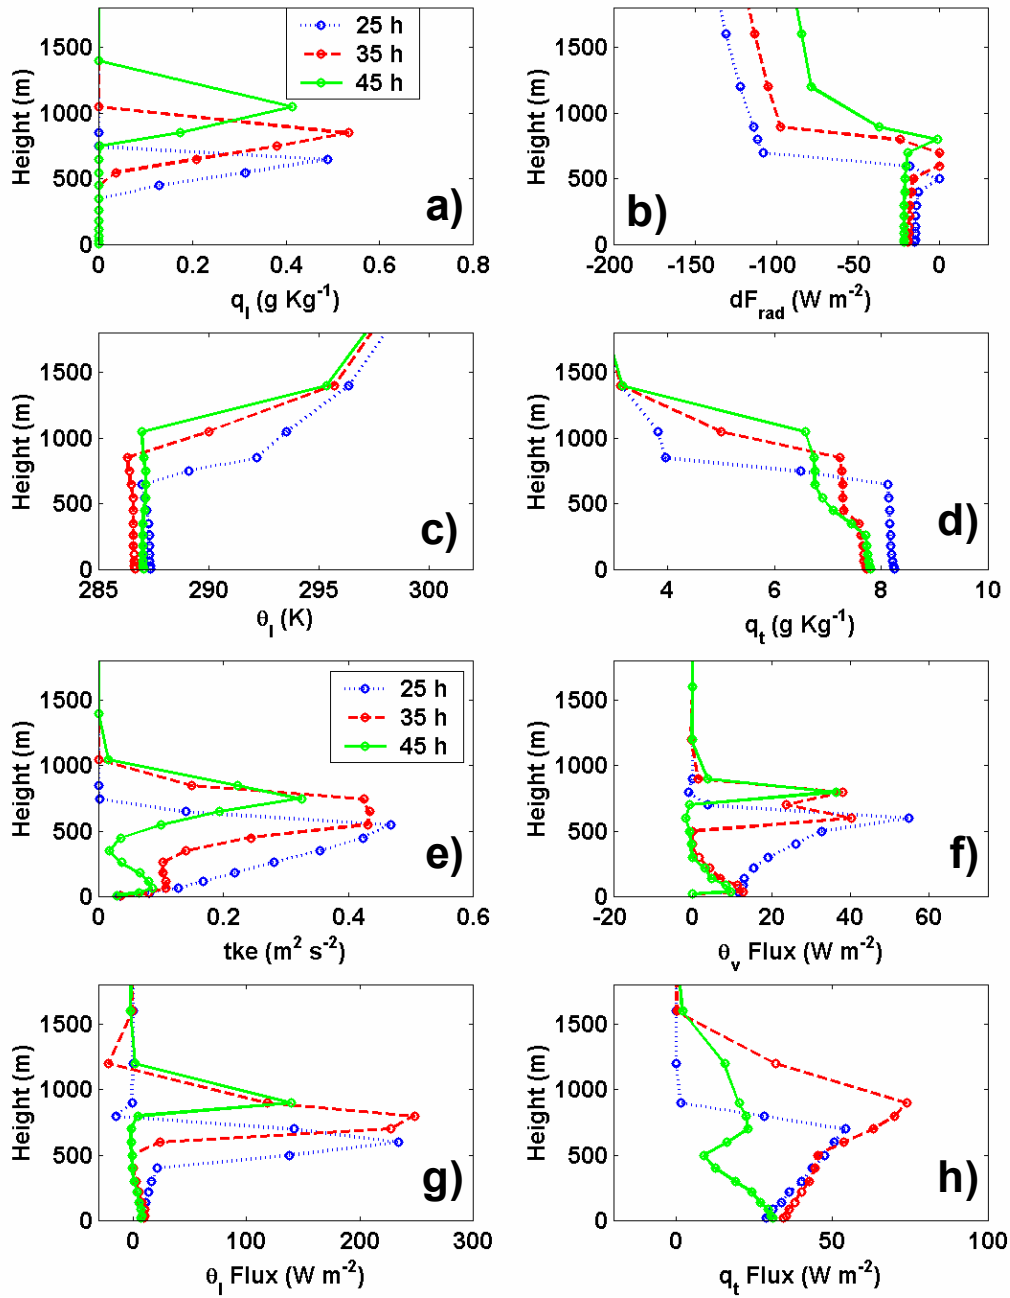 25 h
35 h
45 h
a)
1500
1000
500
0
Height (m)
0 0.2 0.4 0.6 0.8
q_l (g Kg⁻¹)
b)
1500
1000
500
0
Height (m)
-200 -150 -100 -50 0
dF_rad (W m⁻²)
c)
1500
1000
500
0
Height (m)
285 290 295 300
θ_l (K)
d)
1500
1000
500
0
Height (m)
4 6 8 10
q_t (g Kg⁻¹)
25 h
35 h
45 h
e)
1500
1000
500
0
Height (m)
0 0.2 0.4 0.6
tke (m² s⁻²)
f)
1500
1000
500
0
Height (m)
-20 0 20 40 60
θ_v Flux (W m⁻²)
g)
1500
1000
500
0
Height (m)
0 100 200 300
θ_l Flux (W m⁻²)
h)
1500
1000
500
0
Height (m)
0 50 100
q_t Flux (W m⁻²)